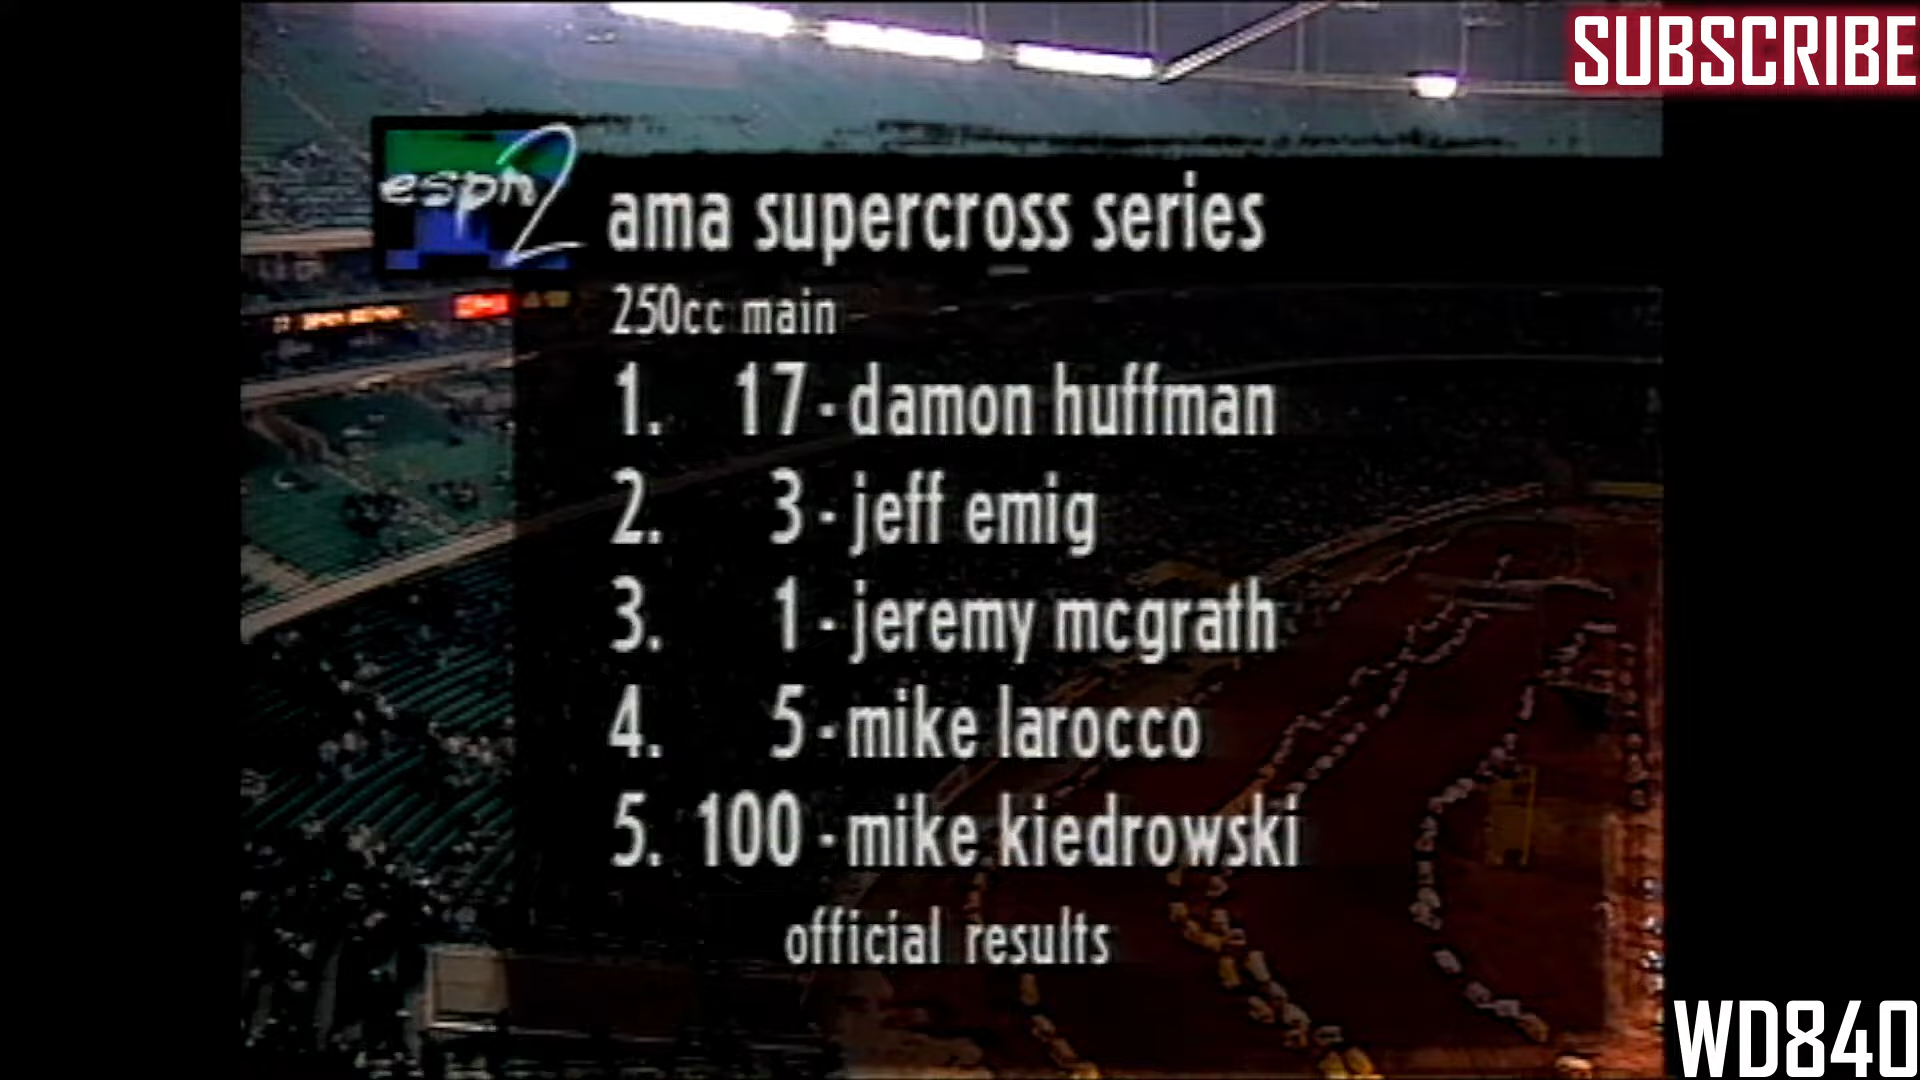 SUBSCRIBE
espn2
ama supercross series
250cc main
1. 17 - damon huffman
2. 3 - jeff emig
3. 1 - jeremy mcgrath
4. 5 - mike larocco
5. 100 - mike kiedrowski
official results
WD840